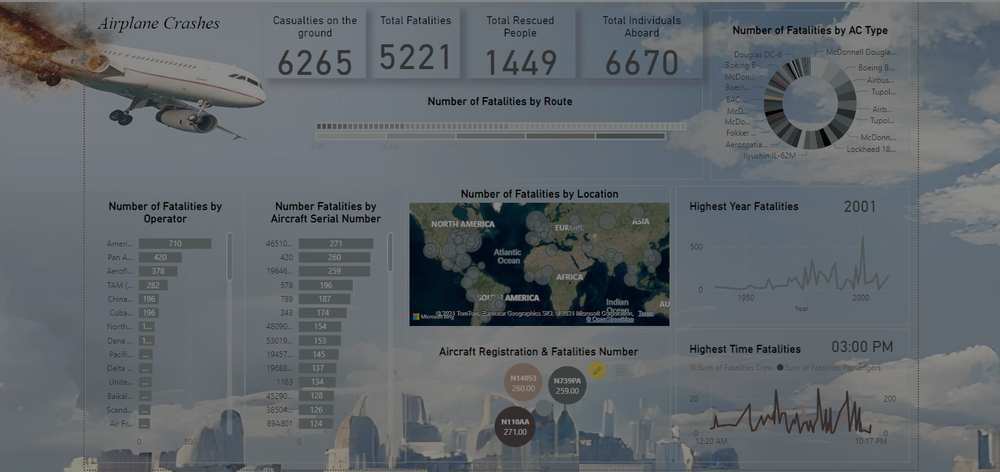 Airplane Crashes
Casualties on the
ground
6265
Total Fatalities
5221
Total Rescued
People
1449
Total Individuals
Aboard
6670
Number of Fatalities by Route
3.00
56.60
Number of Fatalities by AC Type
Douglas DC-6
Boeing B-...
McDon...
Boein...
BAC ...
McD...
McDo...
Fokker ...
Aerospatia...
Ilyushin IL-62M
McDonnell Dougla...
Boeing B...
Airbus...
Tupol...
Airb...
Tupol...
McDonn...
Lockheed 18...
Number of Fatalities by
Operator
Ameri... 710
Pan A... 420
Aerofl... 378
TAM (... 282
China... 196
Cuba... 196
North... 1...
Dana ... 1...
Pacifi... ...
Delta ... ...
Unite... ...
Baikal... ...
Scand... ...
Air Fr... ...
0 500
Number Fatalities by
Aircraft Serial Number
46510... 271
420 260
19646... 259
578 196
789 187
243 174
48090... 154
53019... 153
19457... 145
19688... 137
1163 134
45290... 128
38504... 126
89A801 124
0
Number of Fatalities by Location
NORTH AMERICA
EUROPE
ASIA
Atlantic
Ocean
AFRICA
SOUTH AMERICA
Indian
Ocean
AU
Microsoft Bing
© 2024 TomTom, Earthstar Geographics SIO, © 2024 Microsoft Corporation, Terms
© OpenStreetMap
Aircraft Registration & Fatalities Number
N14053
260.00
N739PA
259.00
N110AA
271.00
Highest Year Fatalities
2001
500
0
1950 2000
Year
Highest Time Fatalities
03:00 PM
Sum of Fatalities Crew Sum of Fatalities Passangers
20 200
0 0
12:20 AM 10:17 PM